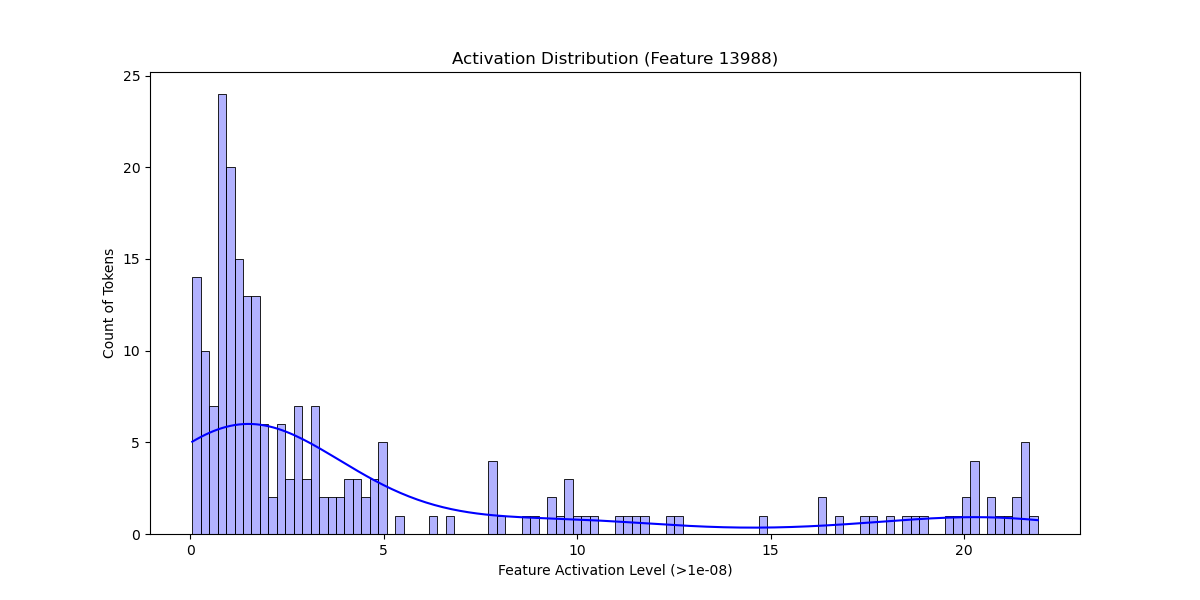 Activation Distribution (Feature 13988)
25
20
15
10
5
0
Count of Tokens
0 5 10 15 20
Feature Activation Level (>1e-08)